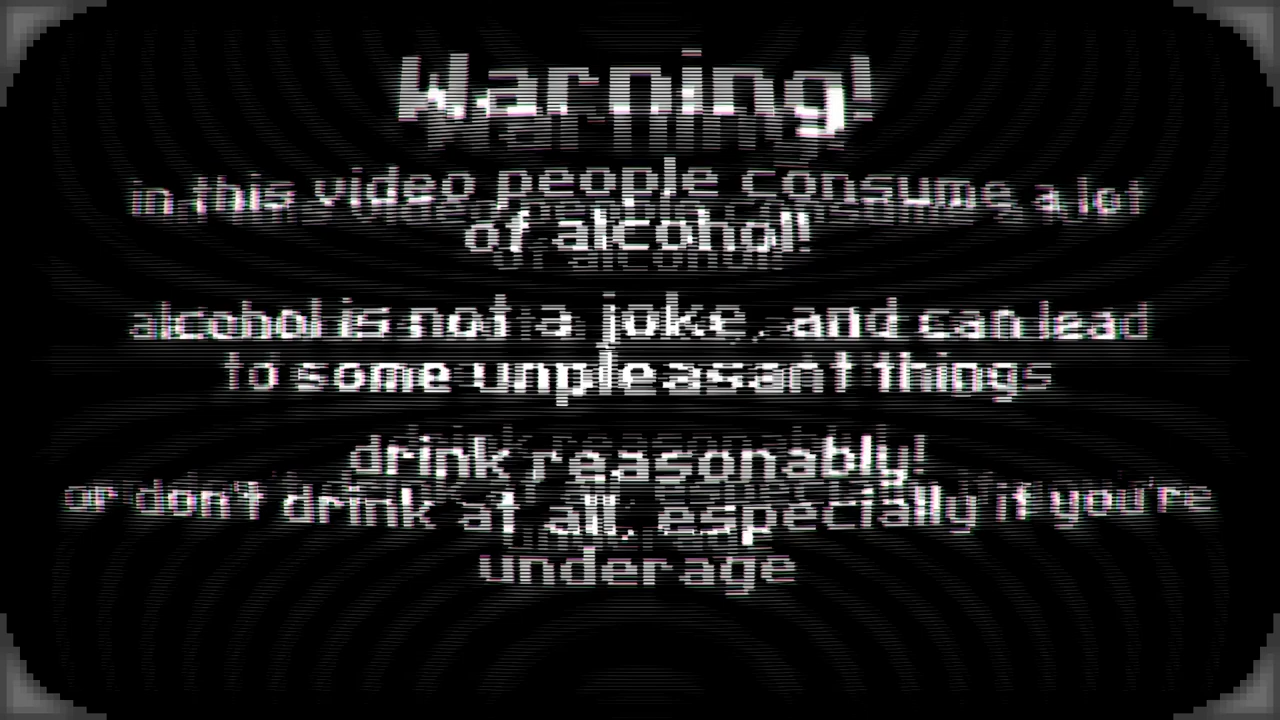 Warning!
in this video people consume a lot
of alcohol!
alcohol is not a joke, and can lead
to some unpleasant things
drink reasonably!
or don't drink at all, especially if you're
underage